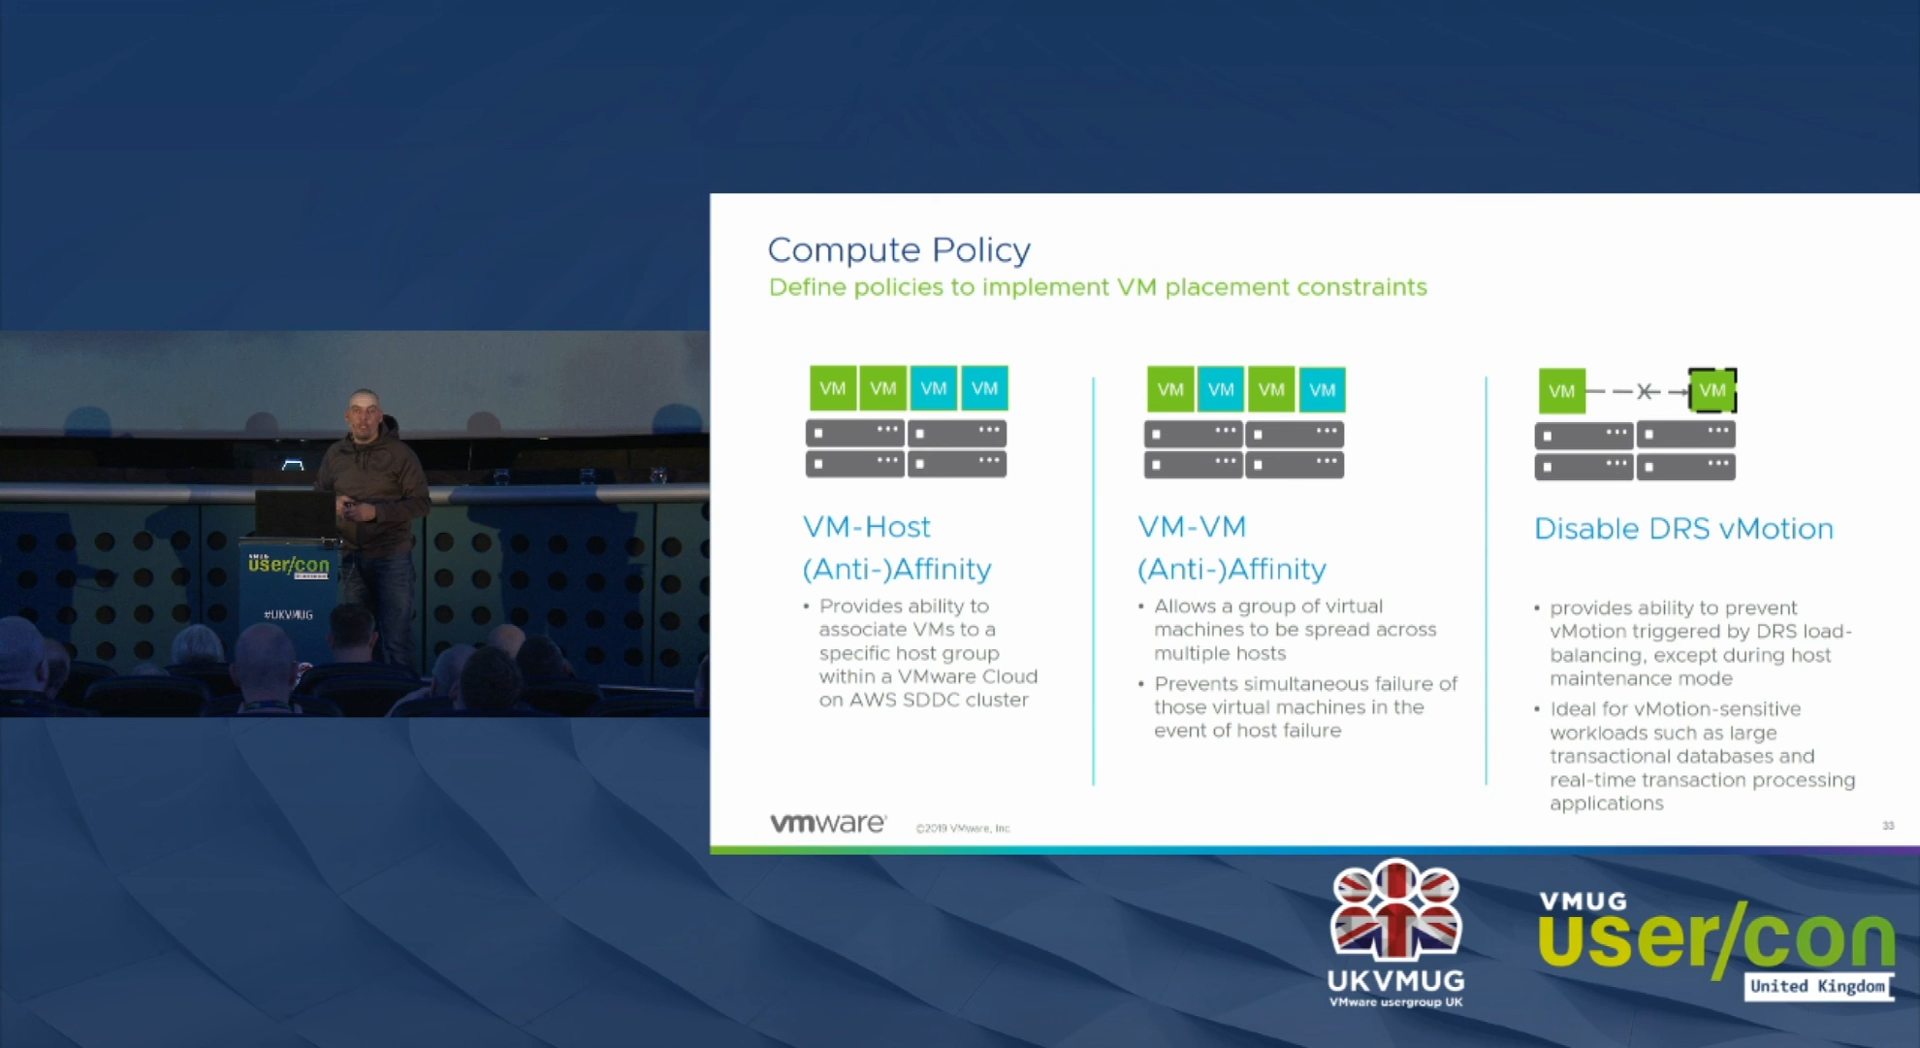 Compute Policy
Define policies to implement VM placement constraints
VM VM VM VM
VM-Host
(Anti-)Affinity
• Provides ability to
associate VMs to a
specific host group
within a VMware Cloud
on AWS SDDC cluster
VM VM VM VM
VM-VM
(Anti-)Affinity
• Allows a group of virtual
machines to be spread across
multiple hosts
• Prevents simultaneous failure of
those virtual machines in the
event of host failure
VM X VM
Disable DRS vMotion
• provides ability to prevent
vMotion triggered by DRS load-
balancing, except during host
maintenance mode
• Ideal for vMotion-sensitive
workloads such as large
transactional databases and
real-time transaction processing
applications
vmware
©2019 VMware, Inc
33
VMUG
user/con
#UKVMUG
UKVMUG
VMware usergroup UK
VMUG
user/con
United Kingdom